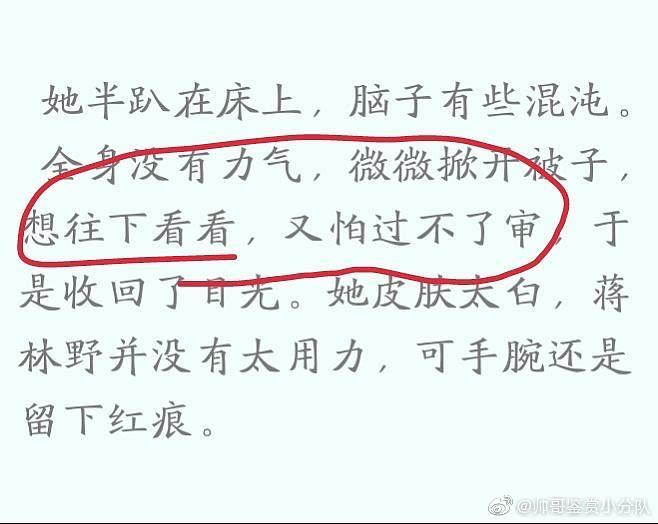 她半趴在床上，脑子有些混沌。
全身没有力气，微微掀开被子，
想往下看看，又怕过不了审，于
是收回了目光。她皮肤太白，蒋
林野并没有太用力，可手腕还是
留下红痕。
@帅哥鉴赏小分队